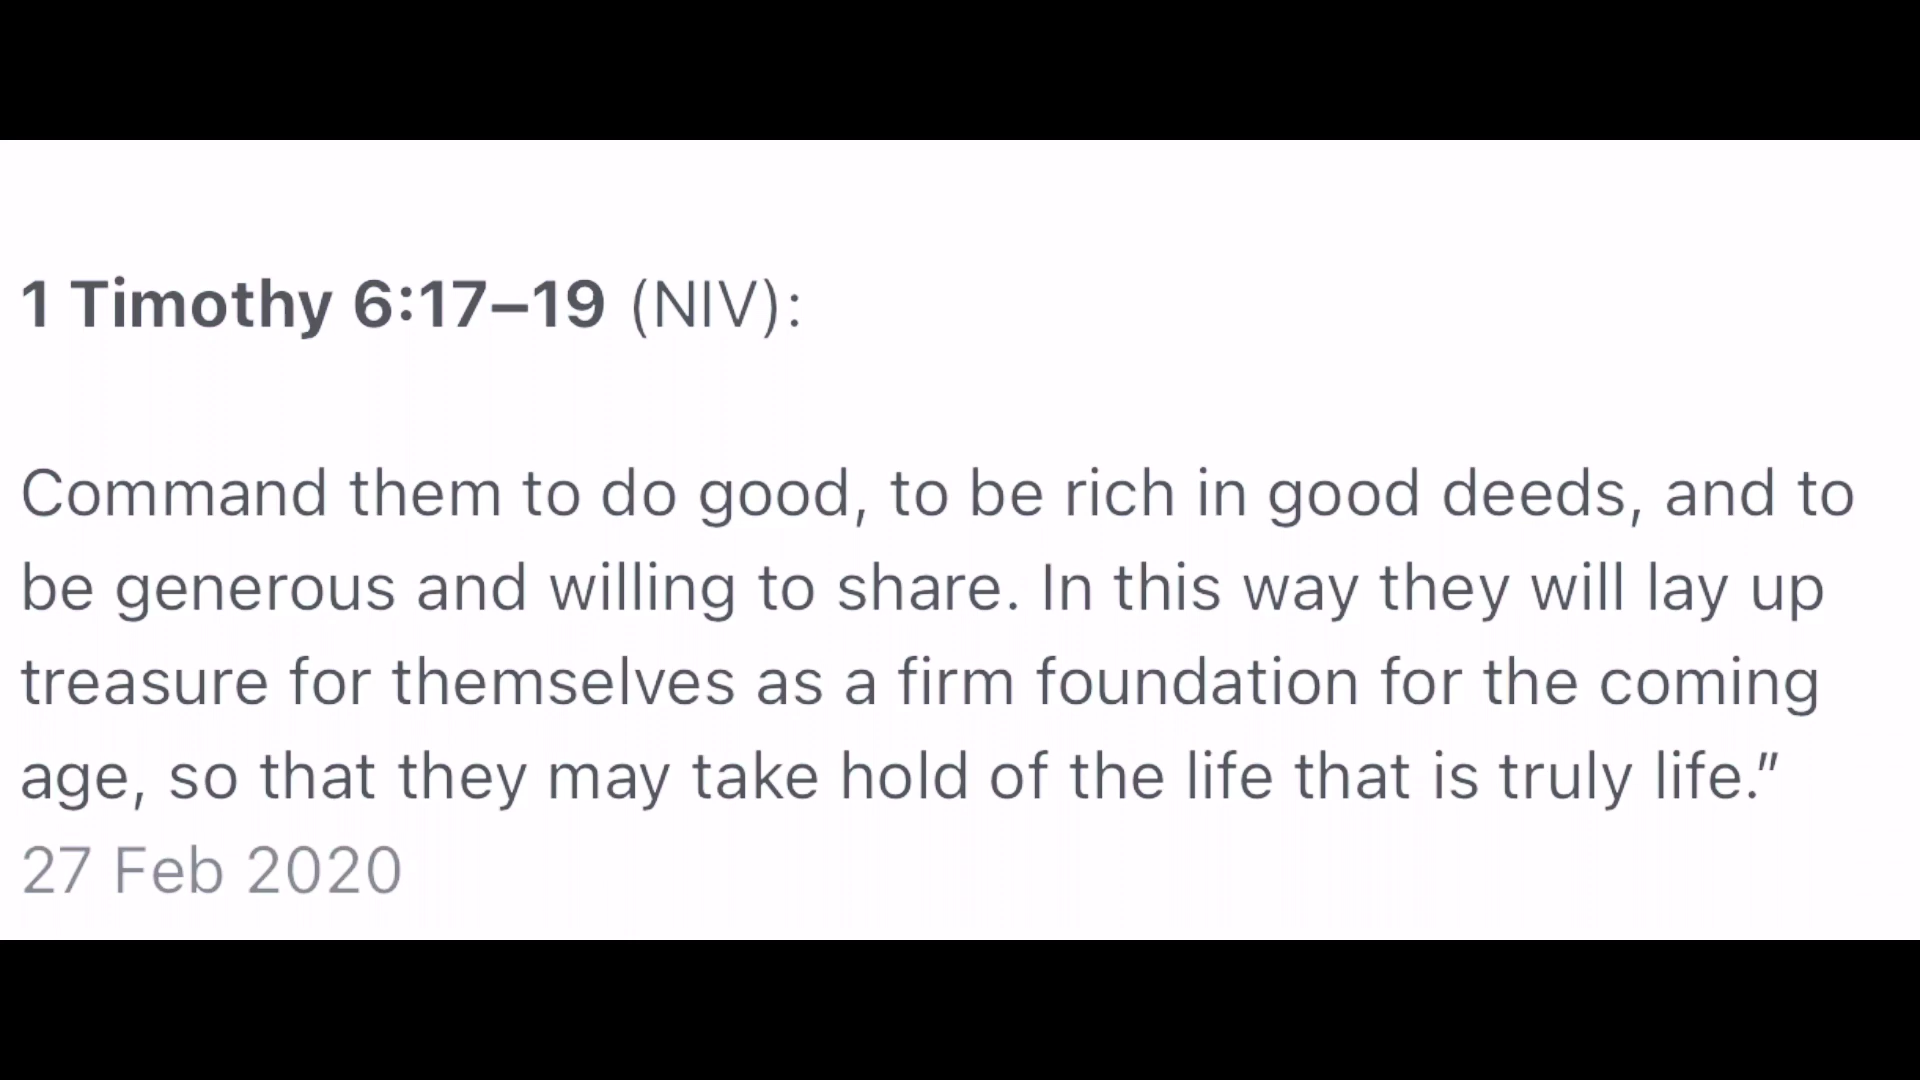 1 Timothy 6:17–19 (NIV):
Command them to do good, to be rich in good deeds, and to
be generous and willing to share. In this way they will lay up
treasure for themselves as a firm foundation for the coming
age, so that they may take hold of the life that is truly life.”
27 Feb 2020